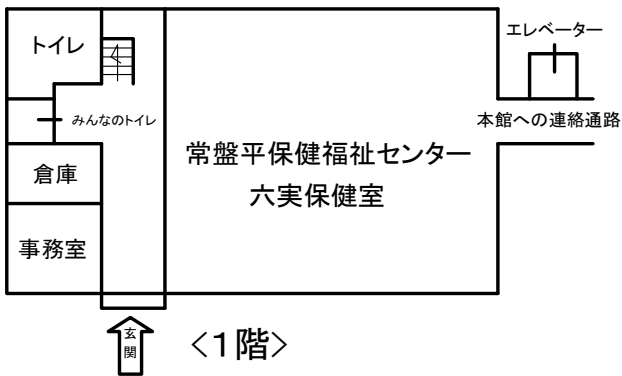 トイレ
エレベーター
みんなのトイレ
本館への連絡通路
常盤平保健福祉センター
六実保健室
倉庫
事務室
玄関
<1階>